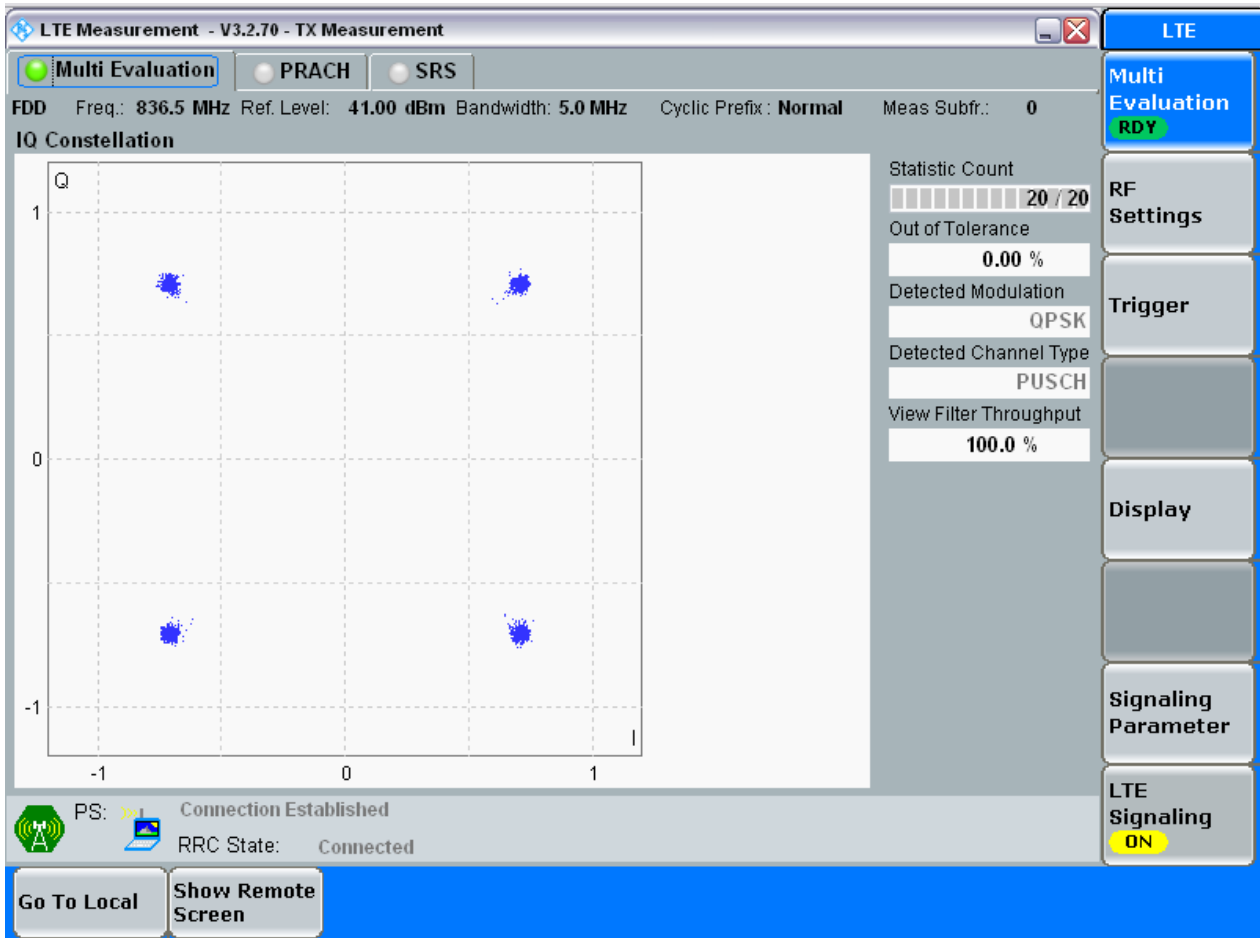 LTE Measurement - V3.2.70 - TX Measurement
LTE
Multi Evaluation PRACH SRS
FDD Freq.: 836.5 MHz Ref. Level: 41.00 dBm Bandwidth: 5.0 MHz Cyclic Prefix : Normal Meas Subfr.: 0
IQ Constellation
Q
1
0
-1
I
-1 0 1
Statistic Count
20 / 20
Out of Tolerance
0.00 %
Detected Modulation
QPSK
Detected Channel Type
PUSCH
View Filter Throughput
100.0 %
Multi
Evaluation
RDY
RF
Settings
Trigger
Display
Signaling
Parameter
LTE
Signaling
ON
PS: Connection Established
RRC State: Connected
Go To Local
Show Remote
Screen